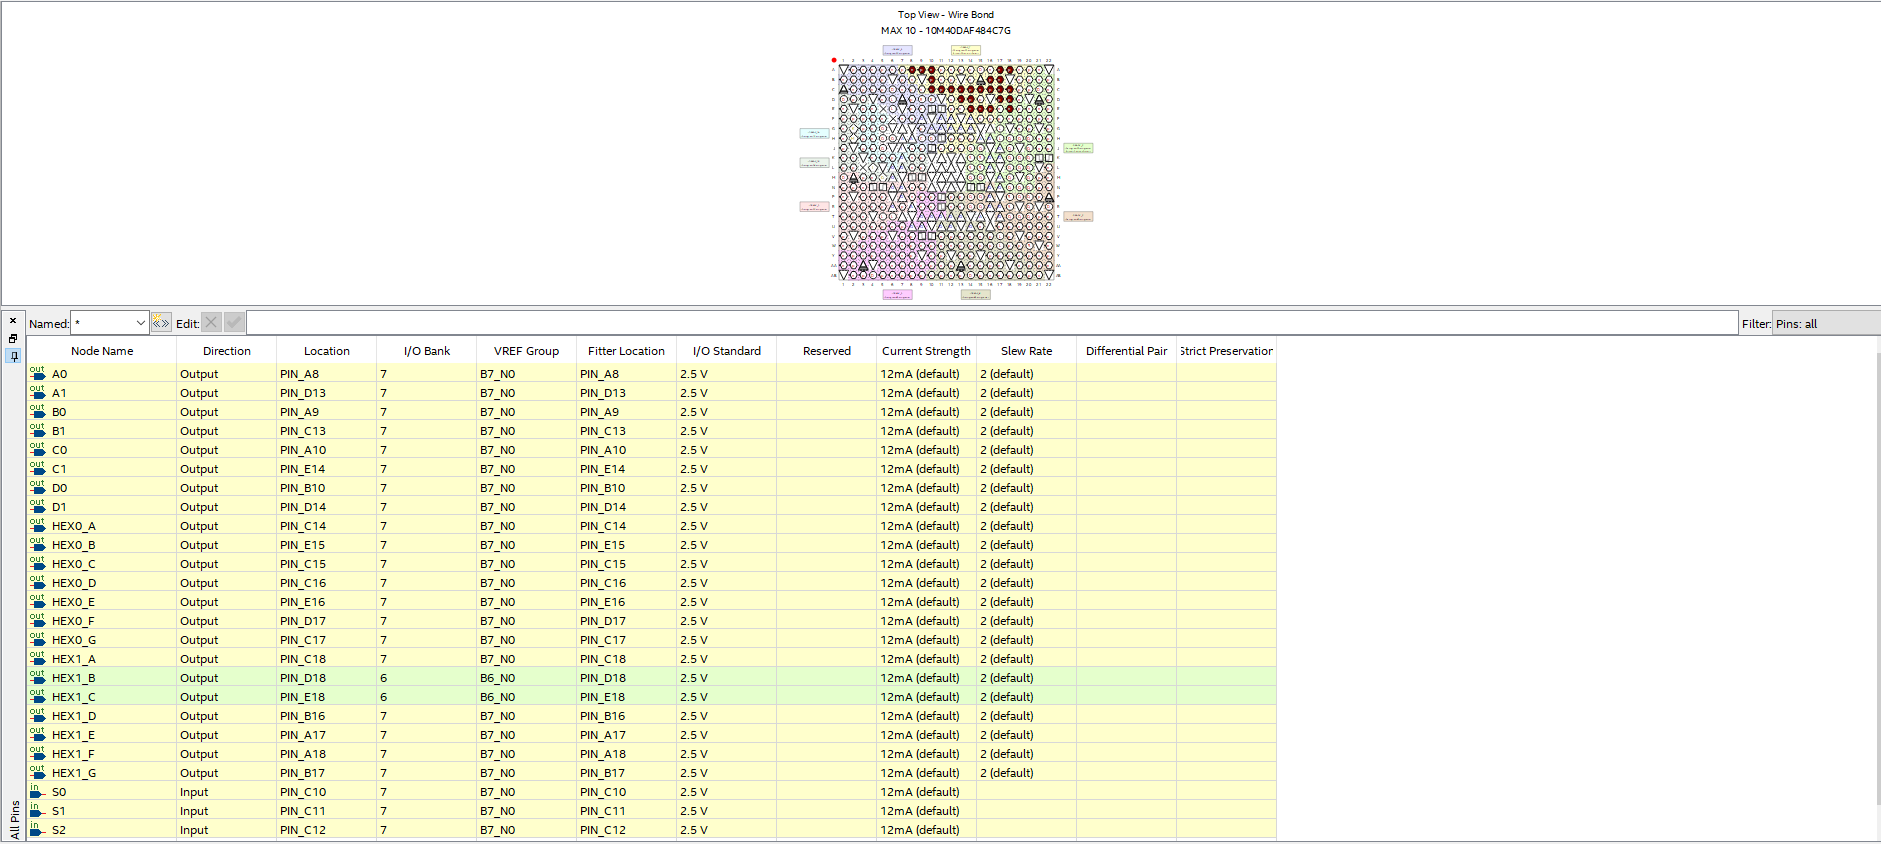 Top View - Wire Bond
MAX 10 - 10M40DAF484C7G
Named: * Edit: Filter: Pins: all
Node Name Direction Location I/O Bank VREF Group Fitter Location I/O Standard Reserved Current Strength Slew Rate Differential Pair Strict Preservation
out A0 Output PIN_A8 7 B7_N0 PIN_A8 2.5 V 12mA (default) 2 (default)
out A1 Output PIN_D13 7 B7_N0 PIN_D13 2.5 V 12mA (default) 2 (default)
out B0 Output PIN_A9 7 B7_N0 PIN_A9 2.5 V 12mA (default) 2 (default)
out B1 Output PIN_C13 7 B7_N0 PIN_C13 2.5 V 12mA (default) 2 (default)
out C0 Output PIN_A10 7 B7_N0 PIN_A10 2.5 V 12mA (default) 2 (default)
out C1 Output PIN_E14 7 B7_N0 PIN_E14 2.5 V 12mA (default) 2 (default)
out D0 Output PIN_B10 7 B7_N0 PIN_B10 2.5 V 12mA (default) 2 (default)
out D1 Output PIN_D14 7 B7_N0 PIN_D14 2.5 V 12mA (default) 2 (default)
out HEX0_A Output PIN_C14 7 B7_N0 PIN_C14 2.5 V 12mA (default) 2 (default)
out HEX0_B Output PIN_E15 7 B7_N0 PIN_E15 2.5 V 12mA (default) 2 (default)
out HEX0_C Output PIN_C15 7 B7_N0 PIN_C15 2.5 V 12mA (default) 2 (default)
out HEX0_D Output PIN_C16 7 B7_N0 PIN_C16 2.5 V 12mA (default) 2 (default)
out HEX0_E Output PIN_E16 7 B7_N0 PIN_E16 2.5 V 12mA (default) 2 (default)
out HEX0_F Output PIN_D17 7 B7_N0 PIN_D17 2.5 V 12mA (default) 2 (default)
out HEX0_G Output PIN_C17 7 B7_N0 PIN_C17 2.5 V 12mA (default) 2 (default)
out HEX1_A Output PIN_C18 7 B7_N0 PIN_C18 2.5 V 12mA (default) 2 (default)
out HEX1_B Output PIN_D18 6 B6_N0 PIN_D18 2.5 V 12mA (default) 2 (default)
out HEX1_C Output PIN_E18 6 B6_N0 PIN_E18 2.5 V 12mA (default) 2 (default)
out HEX1_D Output PIN_B16 7 B7_N0 PIN_B16 2.5 V 12mA (default) 2 (default)
out HEX1_E Output PIN_A17 7 B7_N0 PIN_A17 2.5 V 12mA (default) 2 (default)
out HEX1_F Output PIN_A18 7 B7_N0 PIN_A18 2.5 V 12mA (default) 2 (default)
out HEX1_G Output PIN_B17 7 B7_N0 PIN_B17 2.5 V 12mA (default) 2 (default)
in S0 Input PIN_C10 7 B7_N0 PIN_C10 2.5 V 12mA (default)
in S1 Input PIN_C11 7 B7_N0 PIN_C11 2.5 V 12mA (default)
in S2 Input PIN_C12 7 B7_N0 PIN_C12 2.5 V 12mA (default)
All Pins